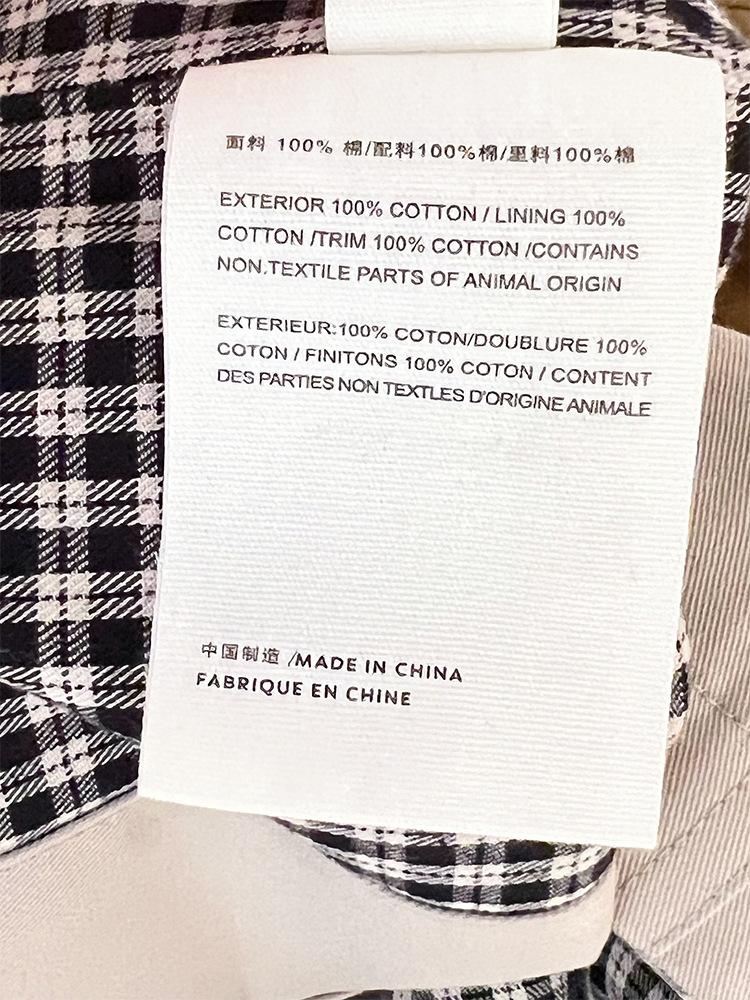 面料 100% 棉/配料100%棉/里料100%棉
EXTERIOR 100% COTTON / LINING 100%
COTTON /TRIM 100% COTTON /CONTAINS
NON.TEXTILE PARTS OF ANIMAL ORIGIN
EXTERIEUR:100% COTON/DOUBLURE 100%
COTON / FINITONS 100% COTON / CONTENT
DES PARTIES NON TEXTLES D'ORIGINE ANIMALE
中国制造 /MADE IN CHINA
FABRIQUE EN CHINE